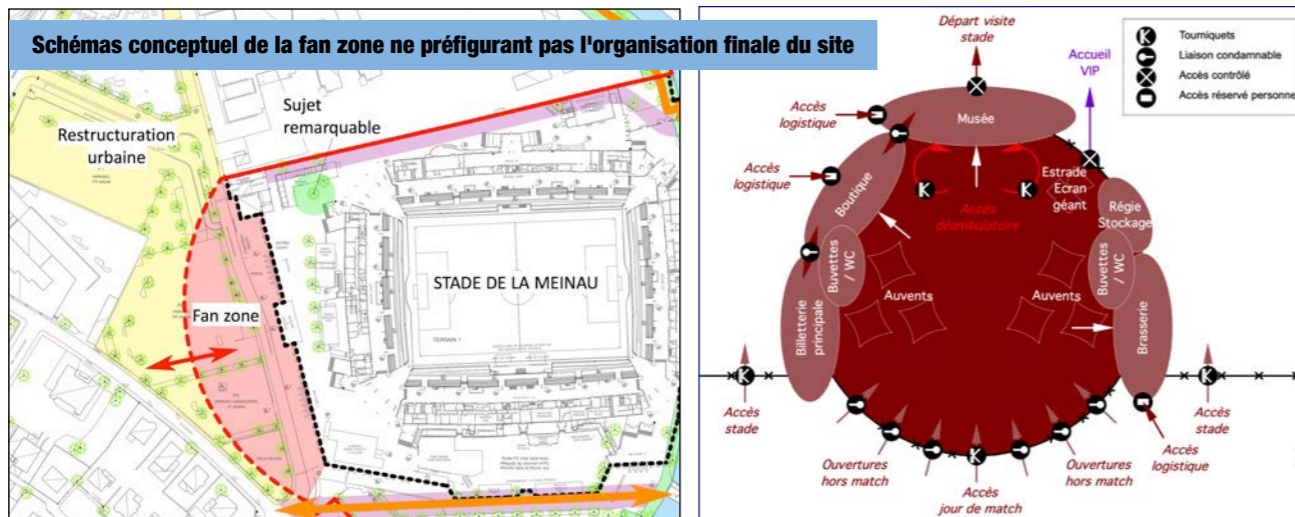 Schémas conceptuel de la fan zone ne préfigurant pas l'organisation finale du site
Restructuration
urbaine
Sujet
remarquable
STADE DE LA MEINAU
TERRAIN 1
Fan zone
Départ visite
stade
Accueil
VIP
Tourniquets
Liaison condamnable
Accès contrôlé
Accès réservé personnel
Accès
logistique
Musée
Accès
logistique
Boutique
Accès
déambulatoire
Estrade
Ecran
géant
Régie
Stockage
Buvettes
/ WC
Buvettes
/ WC
Auvents
Auvents
Billetterie
principale
Brasserie
Accès
stade
Accès
stade
Accès
logistique
Ouvertures
hors match
Accès
jour de match
Ouvertures
hors match